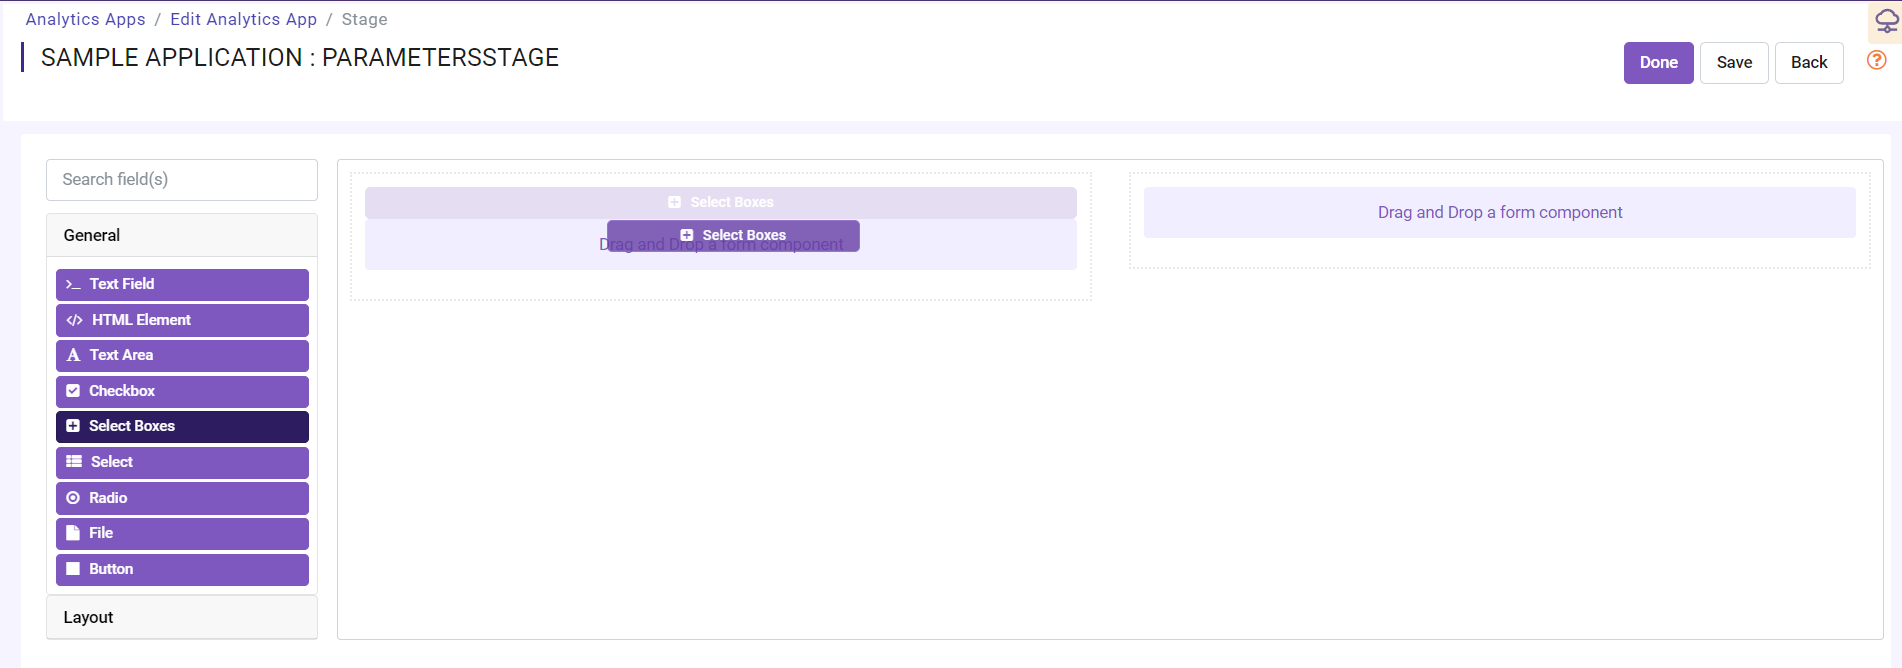 Analytics Apps / Edit Analytics App / Stage
SAMPLE APPLICATION : PARAMETERSSTAGE
Done
Save
Back
?
Search field(s)
General
Text Field
HTML Element
Text Area
Checkbox
Select Boxes
Select
Radio
File
Button
Layout
Select Boxes
Select Boxes
Drag and Drop a form component
Drag and Drop a form component